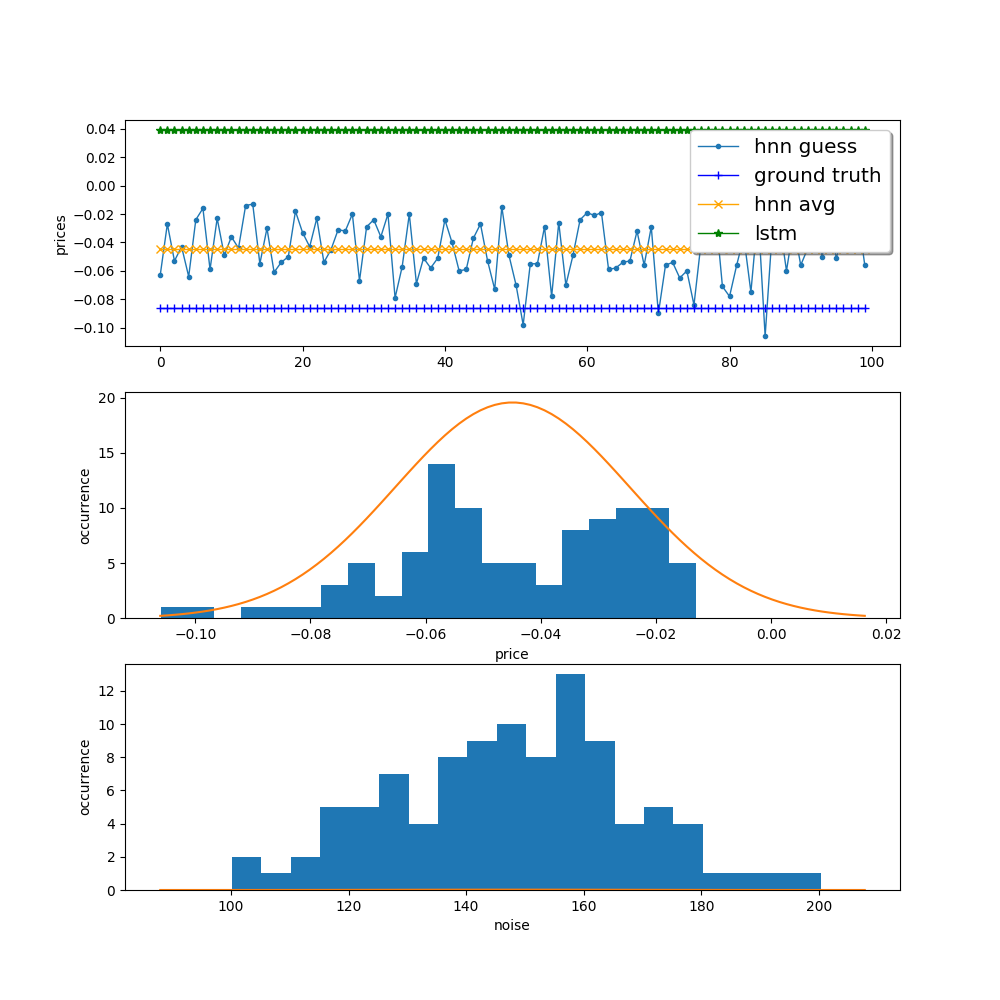 0.04
0.02
0.00
−0.02
−0.04
−0.06
−0.08
−0.10
prices
hnn guess
ground truth
hnn avg
lstm
0 20 40 60 80 100
20
15
10
5
0
occurrence
−0.10 −0.08 −0.06 −0.04 −0.02 0.00 0.02
price
12
10
8
6
4
2
0
occurrence
100 120 140 160 180 200
noise